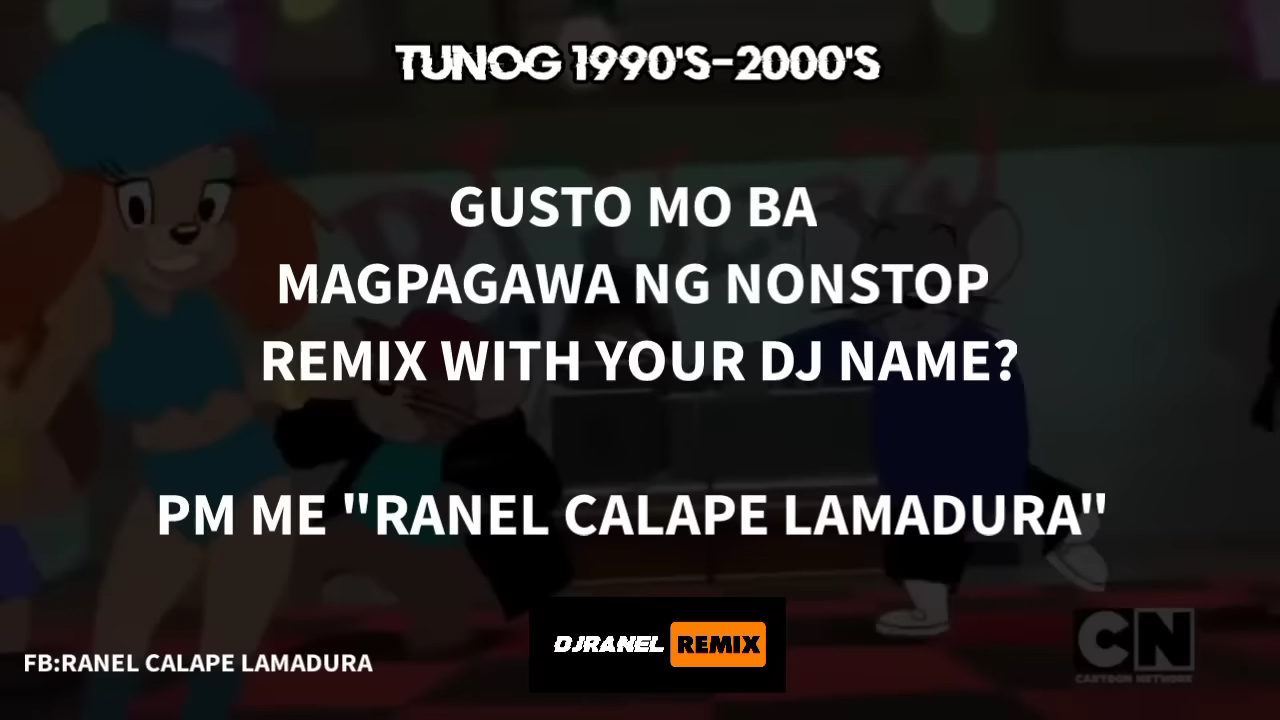 TUNOG 1990'S-2000'S
GUSTO MO BA
MAGPAGAWA NG NONSTOP
REMIX WITH YOUR DJ NAME?
PM ME "RANEL CALAPE LAMADURA"
DJRANEL REMIX
FB:RANEL CALAPE LAMADURA
CN
CARTOON NETWORK